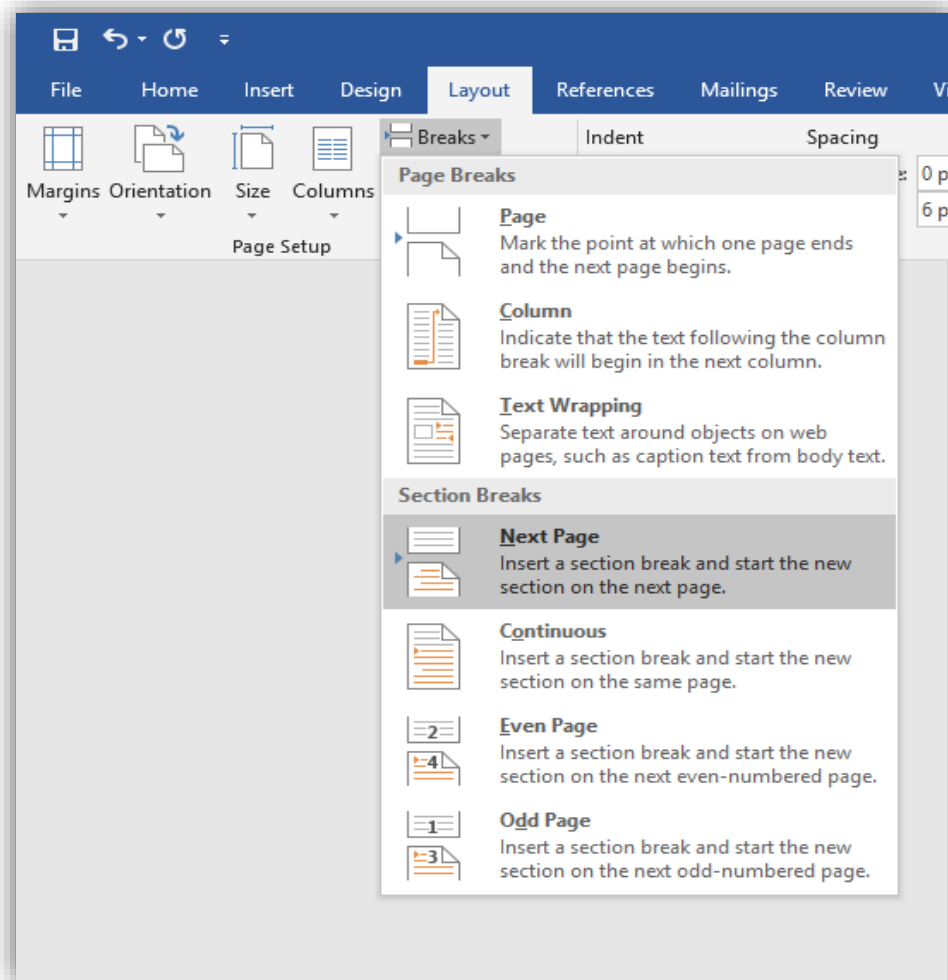 File Home Insert Design Layout References Mailings Review
Breaks Indent Spacing
Margins Orientation Size Columns
Page Setup
0 p
6 p
Page Breaks
Page
Mark the point at which one page ends
and the next page begins.
Column
Indicate that the text following the column
break will begin in the next column.
Text Wrapping
Separate text around objects on web
pages, such as caption text from body text.
Section Breaks
Next Page
Insert a section break and start the new
section on the next page.
Continuous
Insert a section break and start the new
section on the same page.
2
4
Even Page
Insert a section break and start the new
section on the next even-numbered page.
1
3
Odd Page
Insert a section break and start the new
section on the next odd-numbered page.